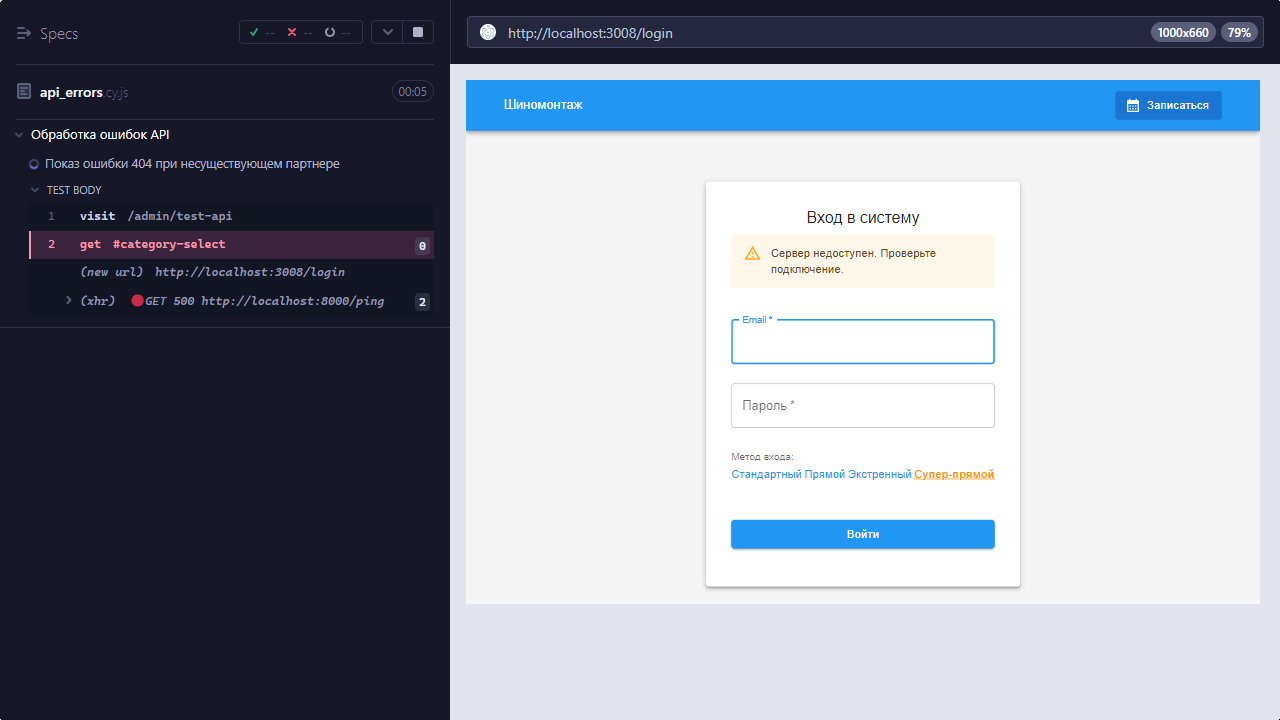 Specs
-- -- --
api_errors.cy.js
00:05
Обработка ошибок API
Показ ошибки 404 при несуществующем партнере
TEST BODY
1 visit /admin/test-api
2 get #category-select 0
(new url) http://localhost:3008/login
(xhr) GET 500 http://localhost:8000/ping 2
http://localhost:3008/login
1000x660 79%
Шиномонтаж
Записаться
Вход в систему
Сервер недоступен. Проверьте
подключение.
Email *
Пароль *
Метод входа:
Стандартный Прямой Экстренный Супер-прямой
Войти